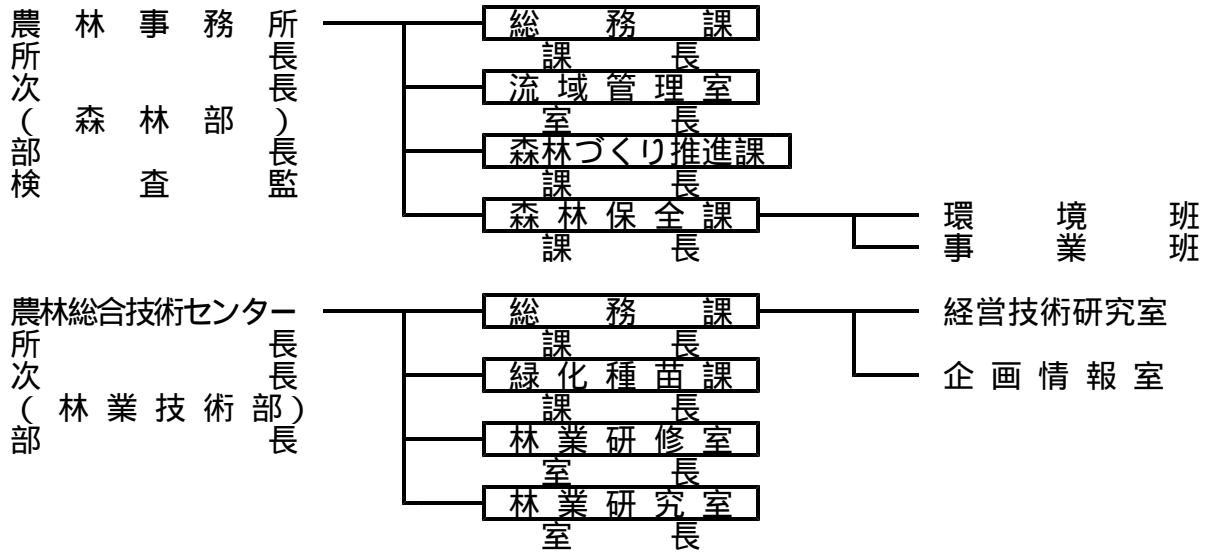 農林事務所 総務課
所長 課長
次長 流域管理室
(森林部) 室長
部長 森林づくり推進課
検査監 課長
森林保全課 環境班
課長 事業班
農林総合技術センター 総務課 経営技術研究室
所長 課長
次長 緑化種苗課 企画情報室
(林業技術部) 課長
部長 林業研修室
室長
林業研究室
室長